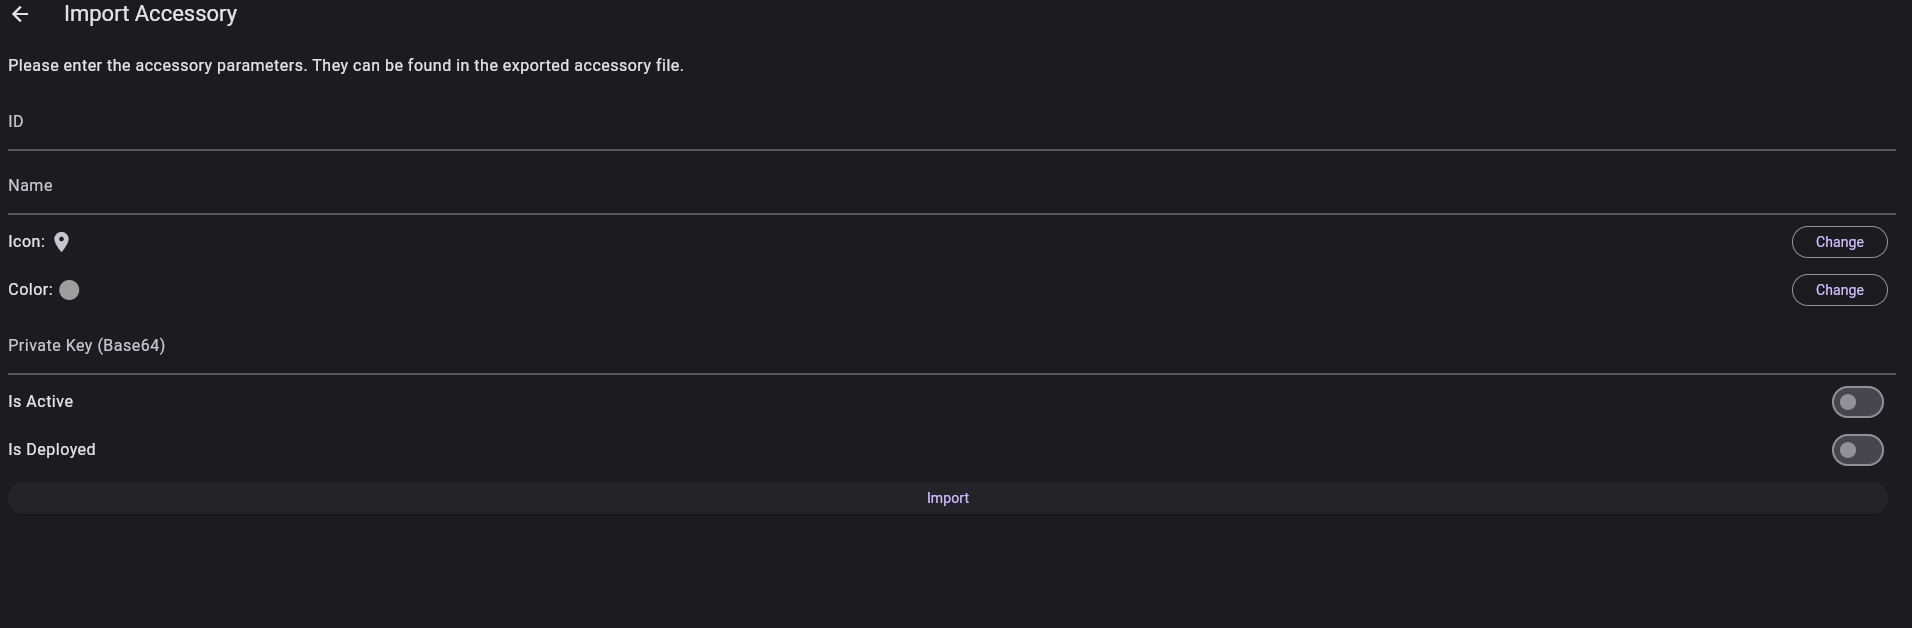 Import Accessory
Please enter the accessory parameters. They can be found in the exported accessory file.
ID
Name
Icon:
Change
Color:
Change
Private Key (Base64)
Is Active
Is Deployed
Import